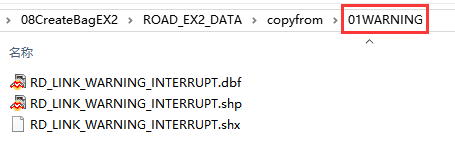 08CreateBagEX2 > ROAD_EX2_DATA > copyfrom > 01WARNING
名称
RD_LINK_WARNING_INTERRUPT.dbf
RD_LINK_WARNING_INTERRUPT.shp
RD_LINK_WARNING_INTERRUPT.shx